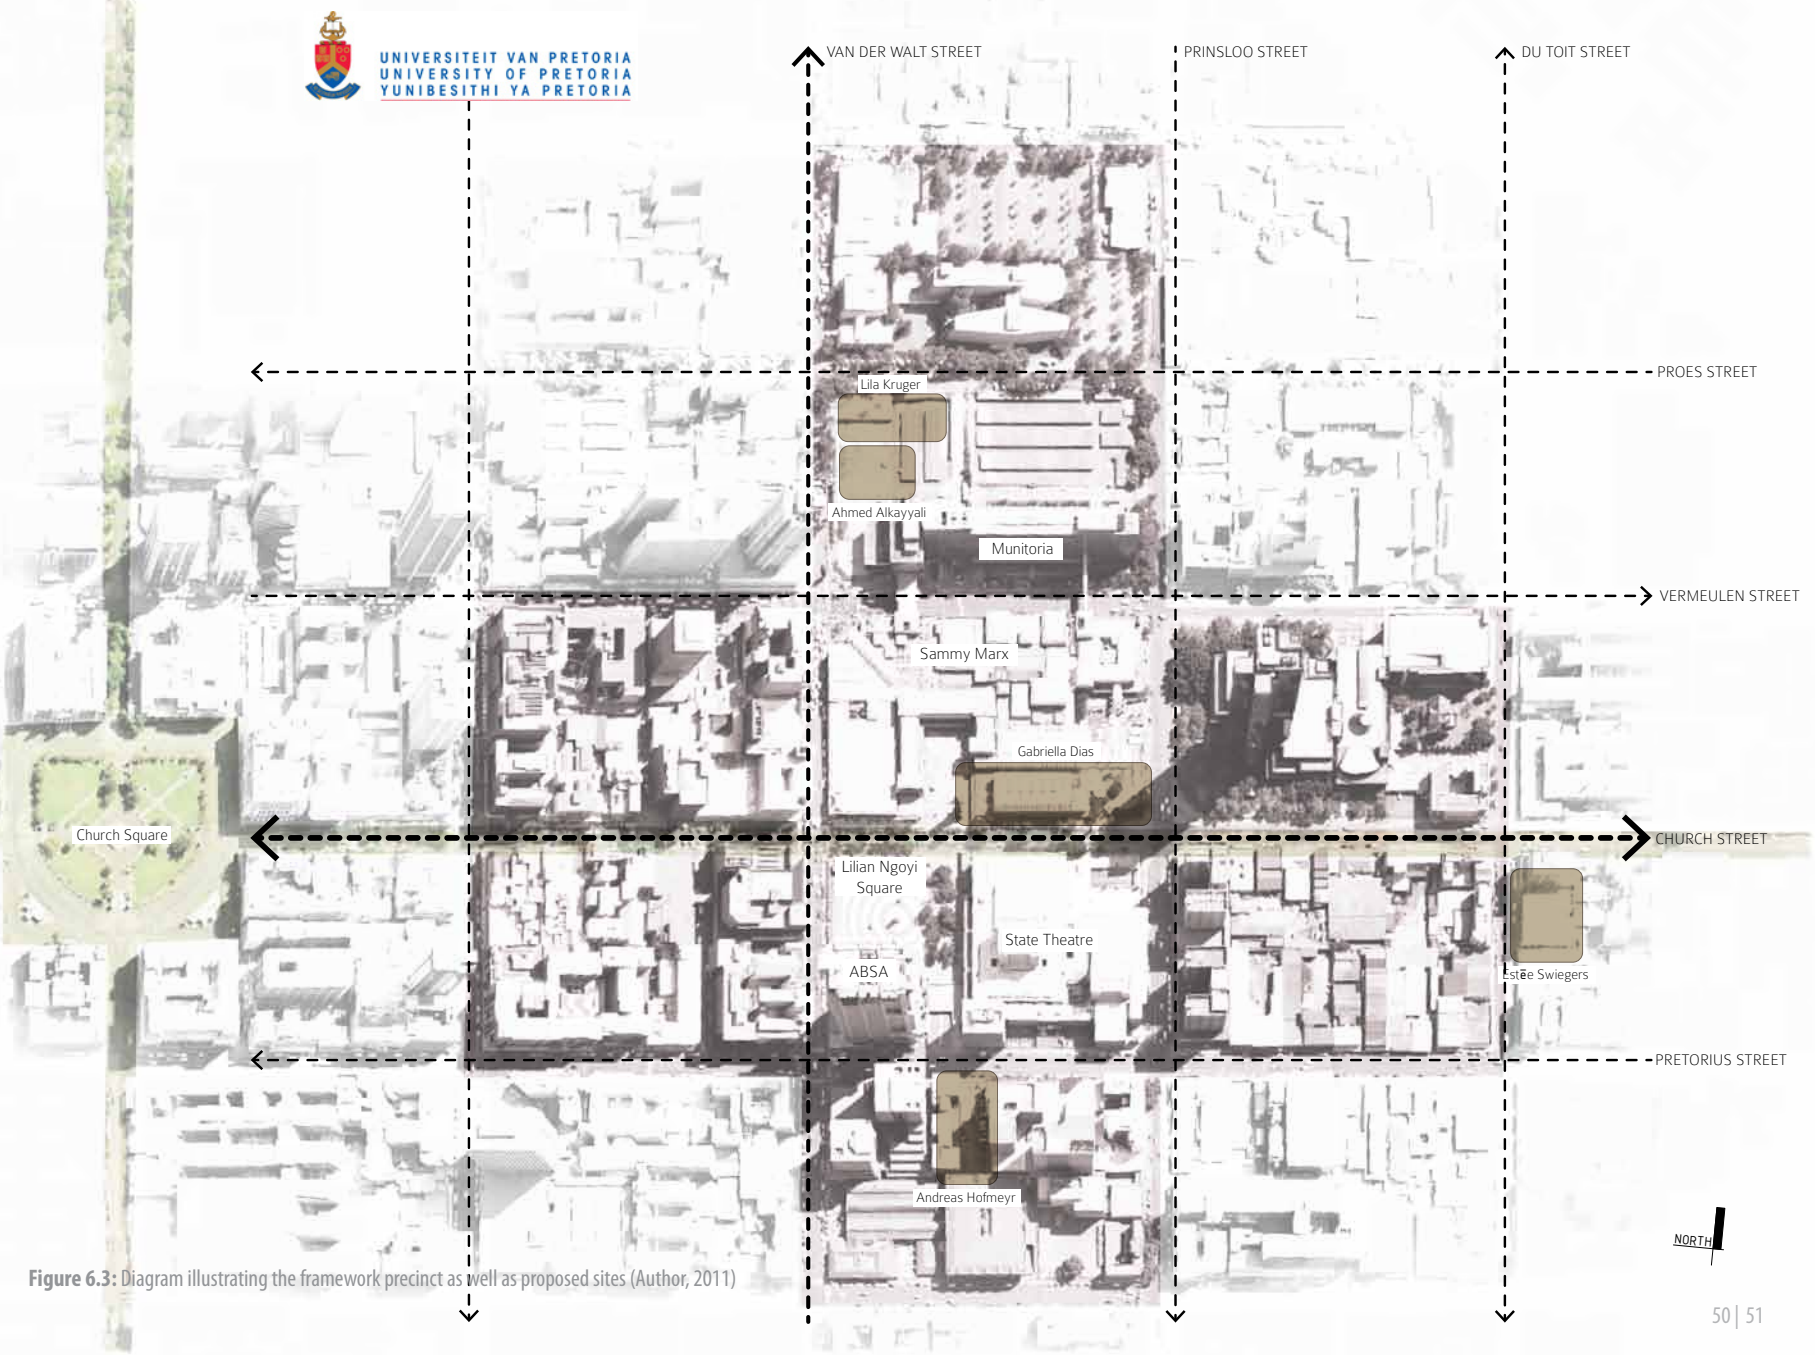 UNIVERSITEIT VAN PRETORIA
UNIVERSITY OF PRETORIA
YUNIBESITHI YA PRETORIA
VAN DER WALT STREET
PRINSLOO STREET
DU TOIT STREET
PROES STREET
Lila Kruger
Ahmed Alkayyali
Munitoria
VERMEULEN STREET
Sammy Marx
Gabriella Dias
Church Square
CHURCH STREET
Lilian Ngoyi
Square
State Theatre
ABSA
Estēe Swiegers
PRETORIUS STREET
Andreas Hofmeyr
NORTH
Figure 6.3: Diagram illustrating the framework precinct as well as proposed sites (Author, 2011)
50 | 51